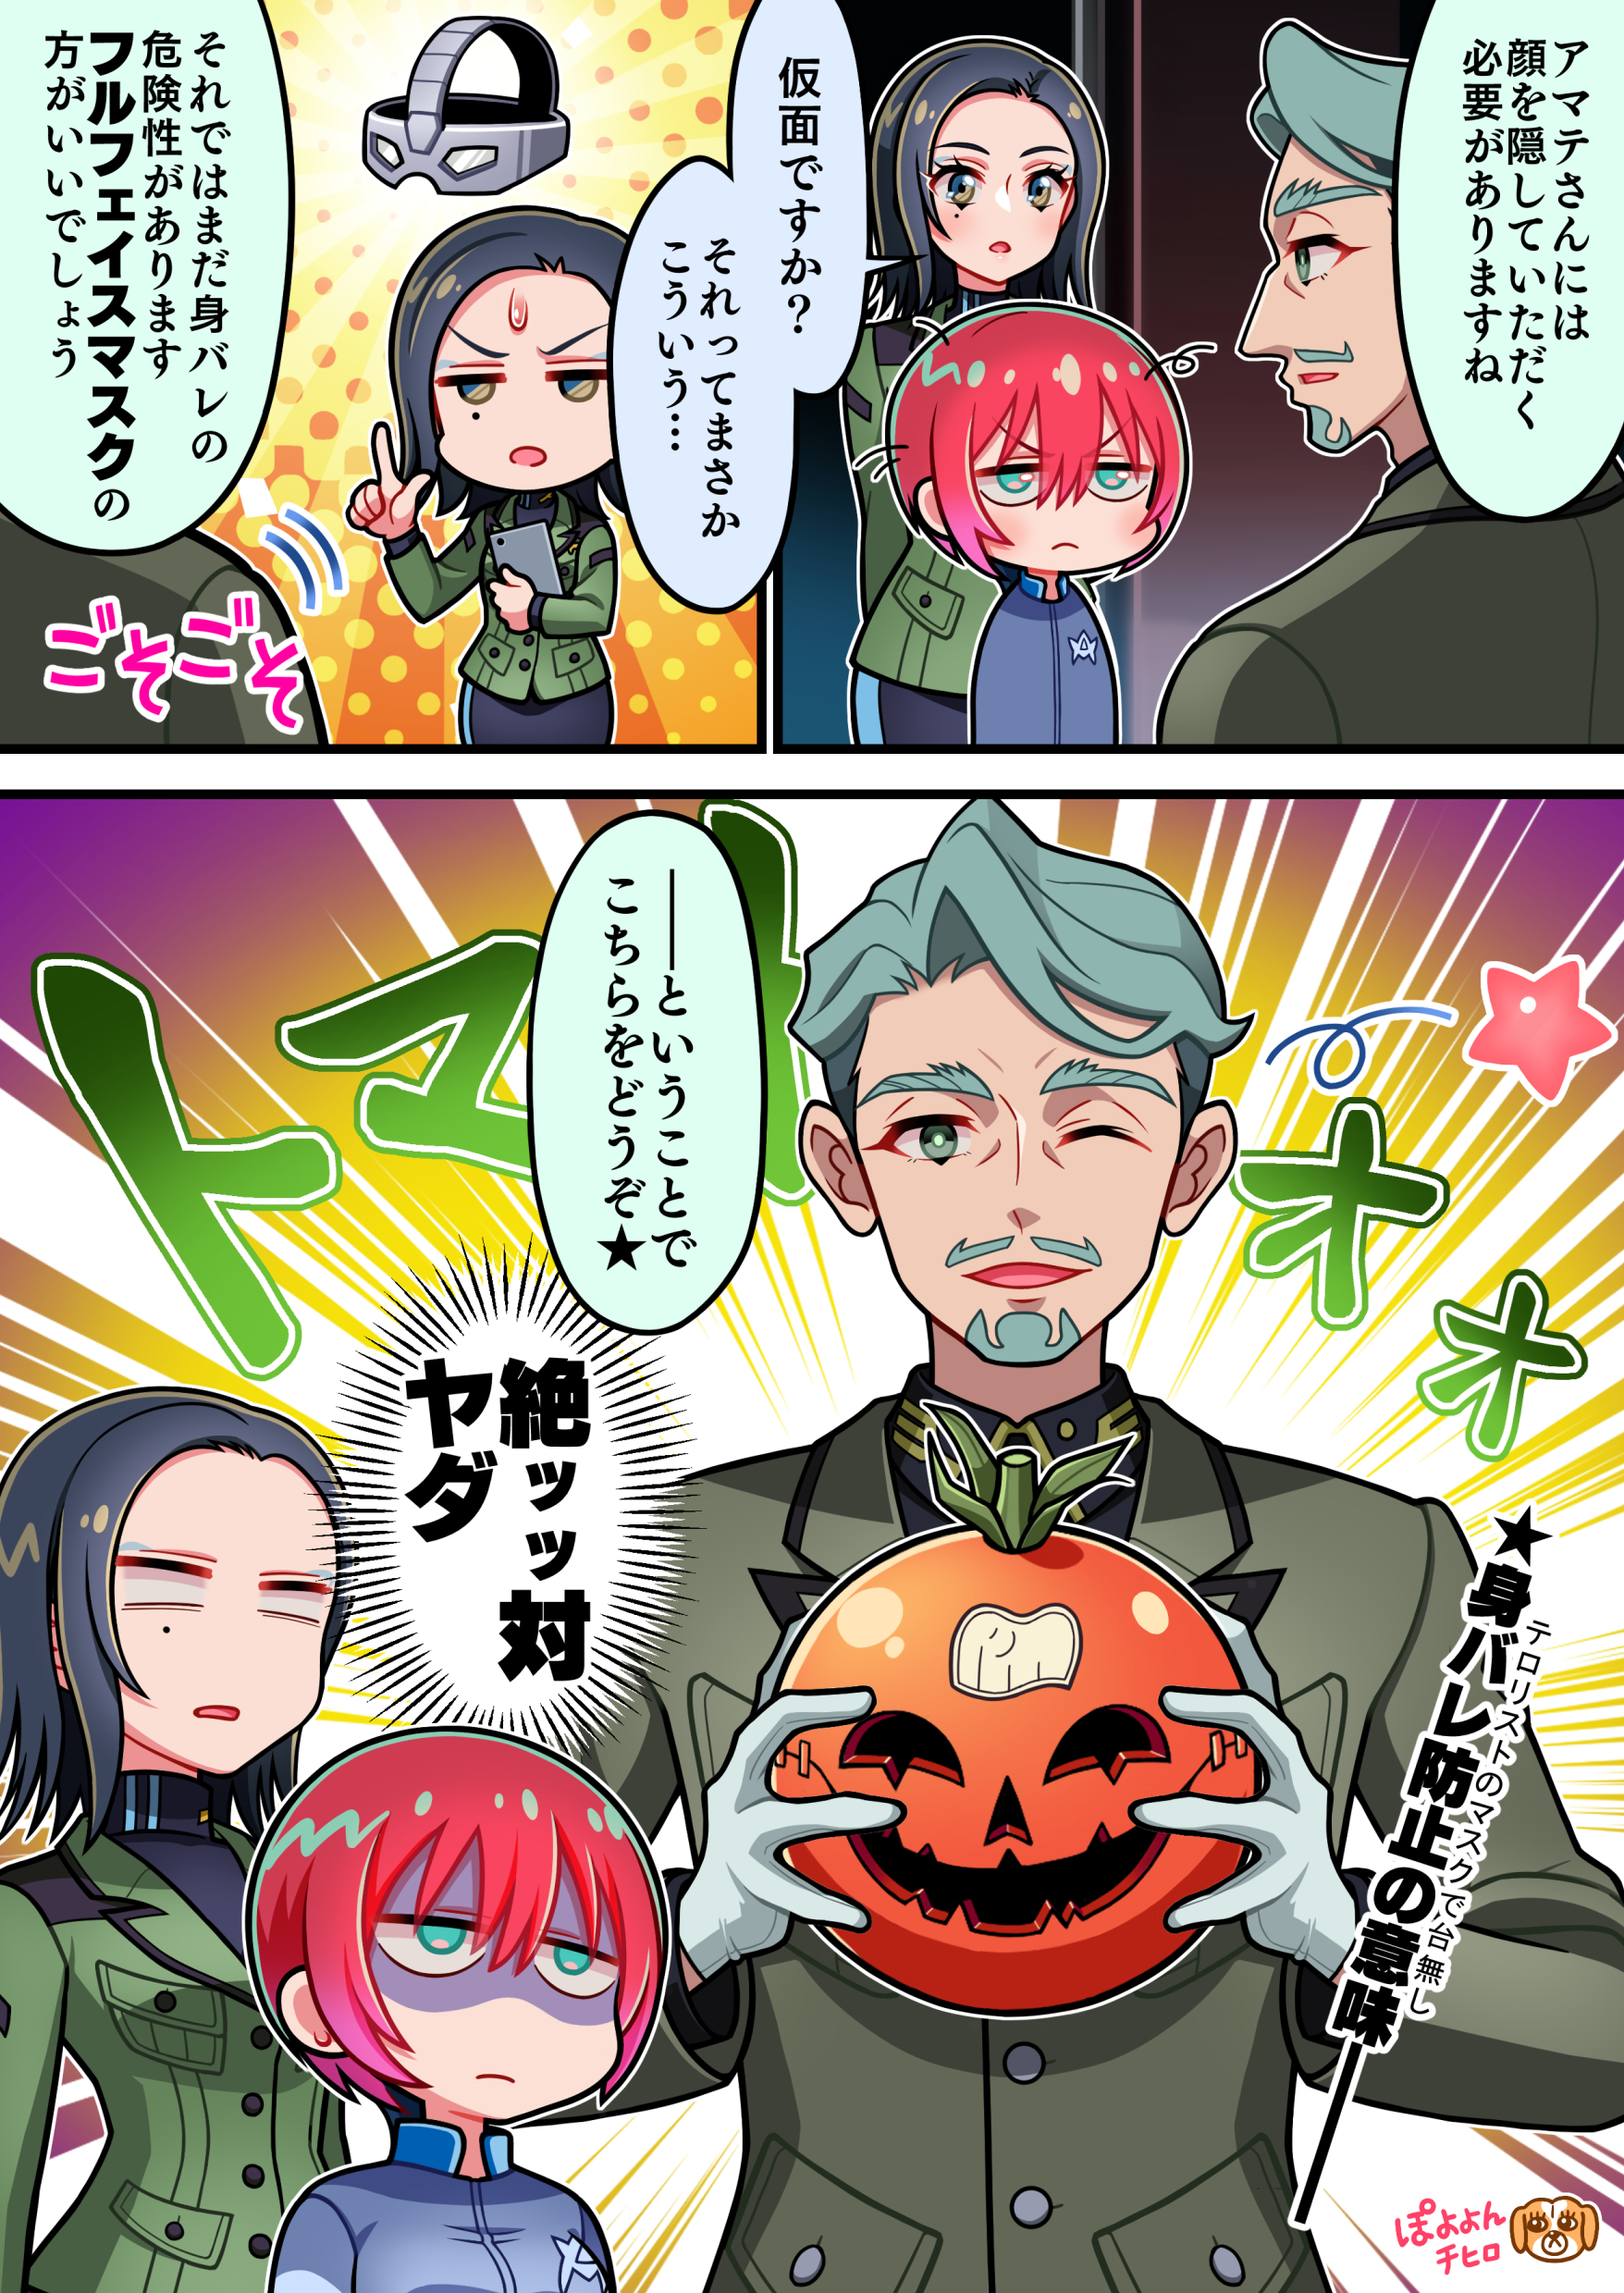 アマテさんには
顔を隠していただく
必要がありますね
仮面ですか?
それってまさか
こういう…
それではまだ身バレの
危険性があります
フルフェイスマスクの
方がいいでしょう
ごそごそ
トマトォォ
――ということで
こちらをどうぞ★
絶ッッ対
ヤダ
★身バレ防止の意味――
テロリストのマスクで台無し
ぽよよん
チヒロ